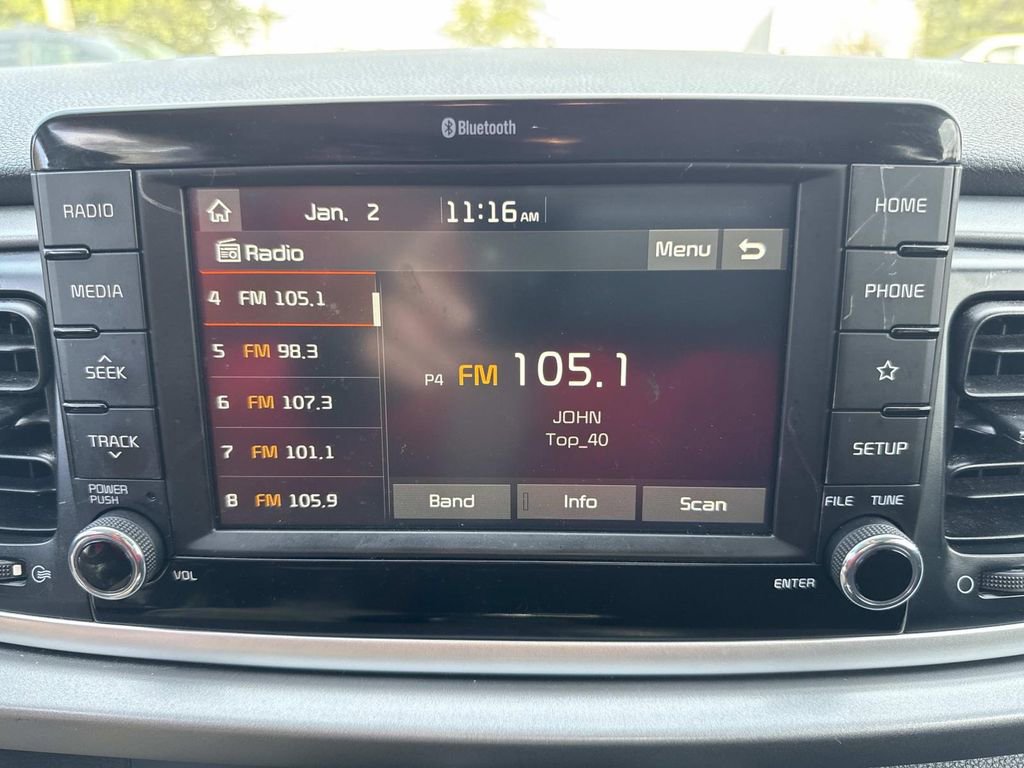 Bluetooth
RADIO
MEDIA
SEEK
TRACK
POWER
PUSH
VOL
Jan. 2
11:16 AM
Radio
Menu
4 FM 105.1
5 FM 98.3
6 FM 107.3
7 FM 101.1
8 FM 105.9
P4 FM 105.1
JOHN
Top_40
Band
Info
Scan
HOME
PHONE
SETUP
FILE TUNE
ENTER